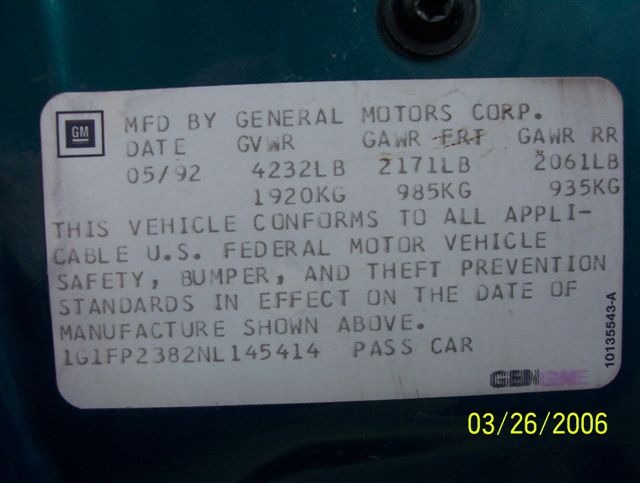 GM
MFD BY GENERAL MOTORS CORP.
DATE GVWR GAWR FRT GAWR RR
05/92 4232LB 2171LB 2061LB
1920KG 985KG 935KG
THIS VEHICLE CONFORMS TO ALL APPLI-
CABLE U.S. FEDERAL MOTOR VEHICLE
SAFETY, BUMPER, AND THEFT PREVENTION
STANDARDS IN EFFECT ON THE DATE OF
MANUFACTURE SHOWN ABOVE.
1G1FP2382NL145414 PASS CAR
10135543-A
03/26/2006